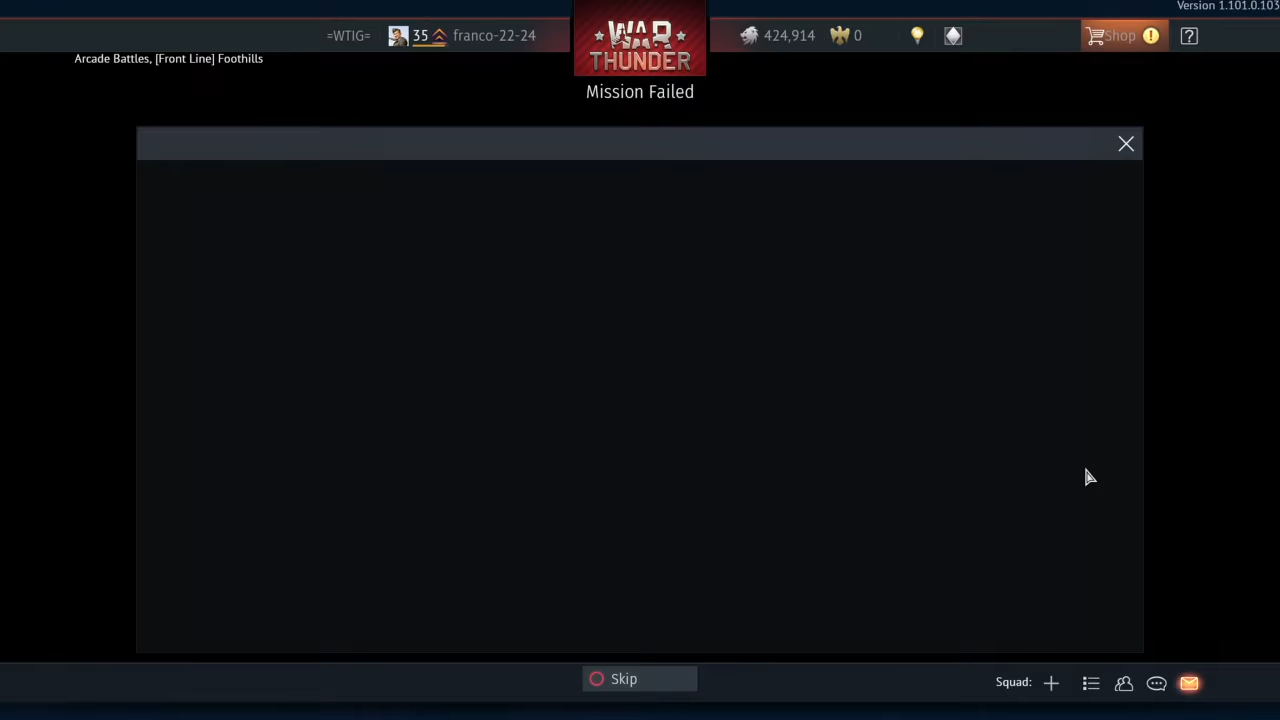 Version 1.101.0.103
=WTIG= 35 franco-22-24
WAR THUNDER
424,914 0
Shop
Arcade Battles, [Front Line] Foothills
Mission Failed
Skip
Squad: